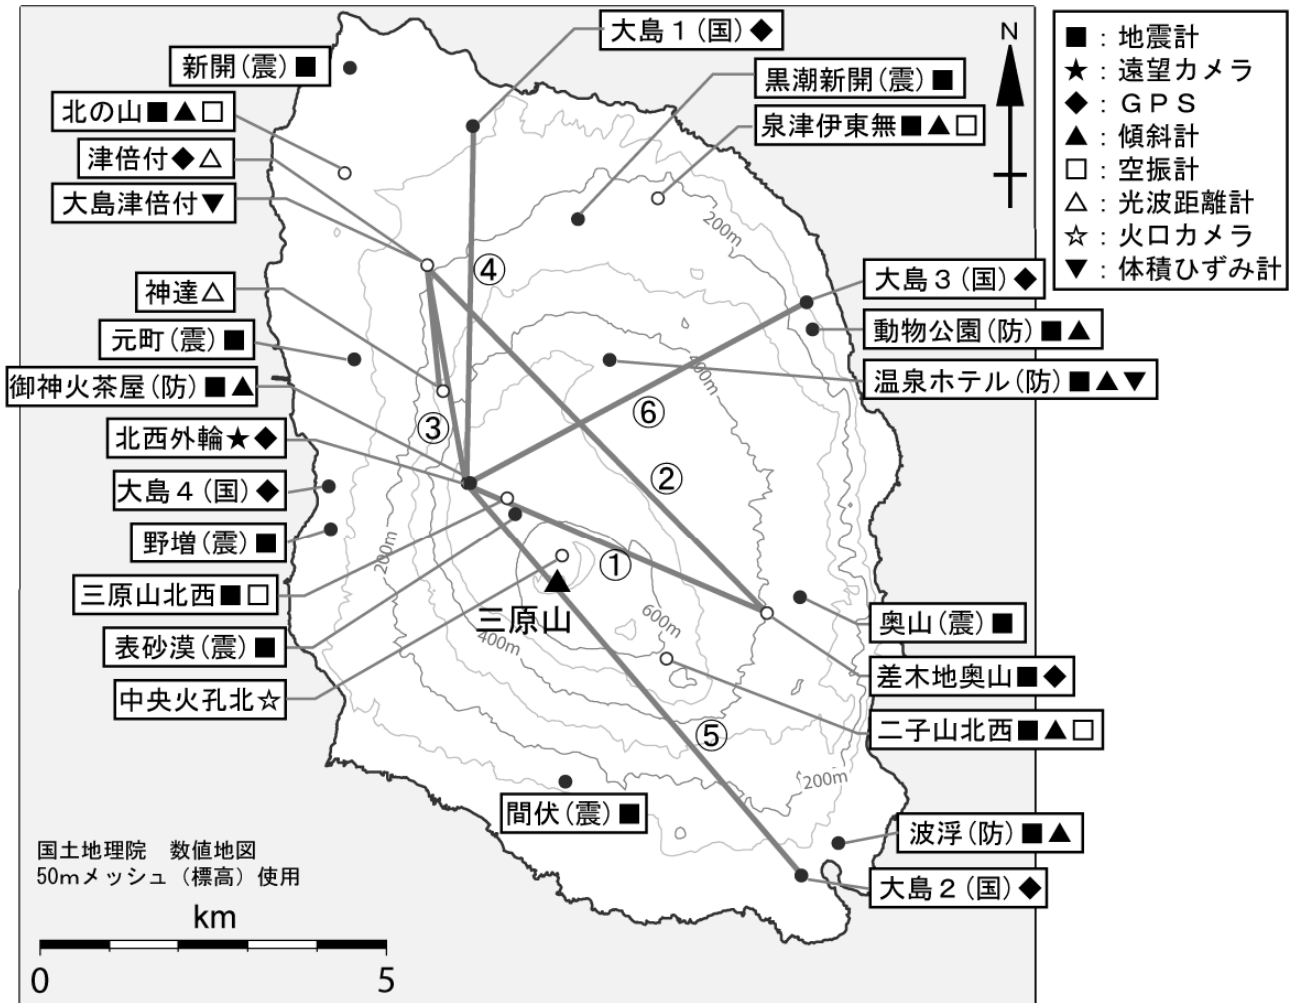 大島１(国)◆
N
■：地震計
★：遠望カメラ
◆：ＧＰＳ
▲：傾斜計
□：空振計
△：光波距離計
☆：火口カメラ
▼：体積ひずみ計
新開(震)■
黒潮新開(震)■
北の山■▲□
泉津伊東無■▲□
津倍付◆△
大島津倍付▼
200m
④
大島３(国)◆
神達△
動物公園(防)■▲
元町(震)■
400m
温泉ホテル(防)■▲▼
御神火茶屋(防)■▲
⑥
③
北西外輪★◆
②
大島４(国)◆
野増(震)■
200m
①
三原山北西■□
三原山
600m
奥山(震)■
表砂漠(震)■
400m
差木地奥山■◆
中央火孔北☆
二子山北西■▲□
⑤
200m
間伏(震)■
波浮(防)■▲
国土地理院　数値地図
50mメッシュ（標高）使用
大島２(国)◆
km
0
5